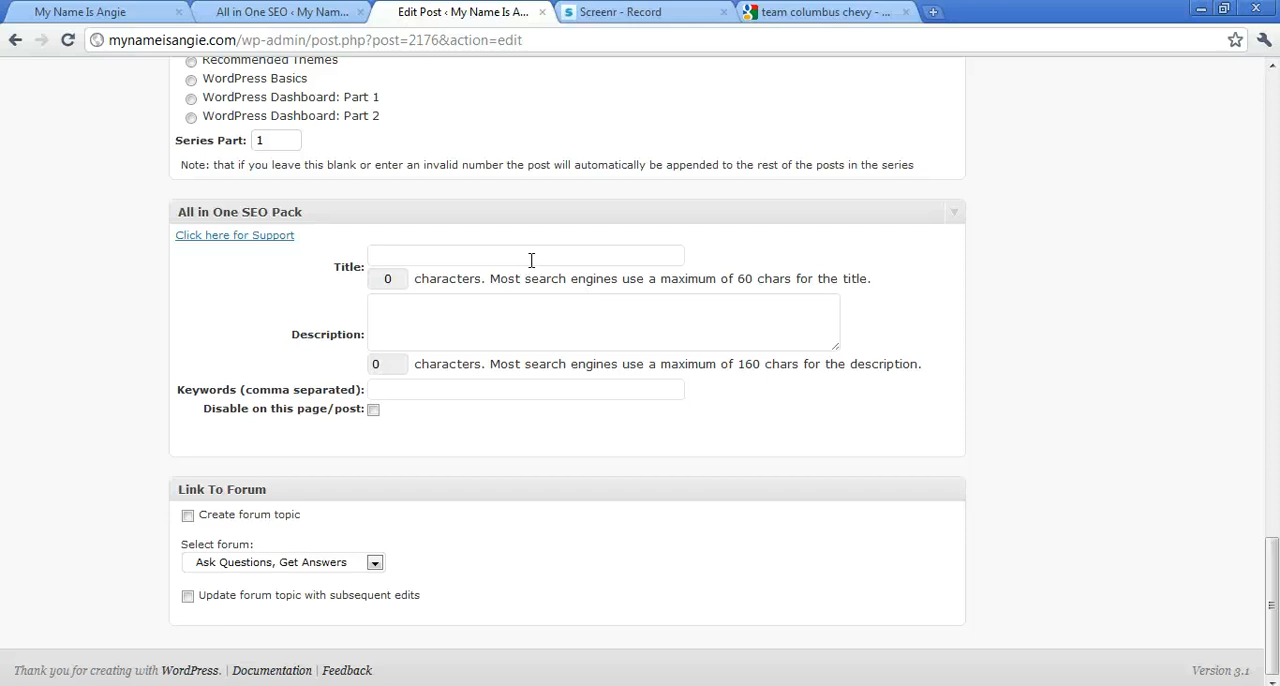 My Name Is Angie
All in One SEO ‹ My Nam...
Edit Post ‹ My Name Is A...
Screenr - Record
team columbus chevy - ...
mynameisangie.com/wp-admin/post.php?post=2176&action=edit
Recommended Themes
WordPress Basics
WordPress Dashboard: Part 1
WordPress Dashboard: Part 2
Series Part: 1
Note: that if you leave this blank or enter an invalid number the post will automatically be appended to the rest of the posts in the series
All in One SEO Pack
Click here for Support
Title:
0 characters. Most search engines use a maximum of 60 chars for the title.
Description:
0 characters. Most search engines use a maximum of 160 chars for the description.
Keywords (comma separated):
Disable on this page/post:
Link To Forum
Create forum topic
Select forum:
Ask Questions, Get Answers
Update forum topic with subsequent edits
Thank you for creating with WordPress. | Documentation | Feedback
Version 3.1